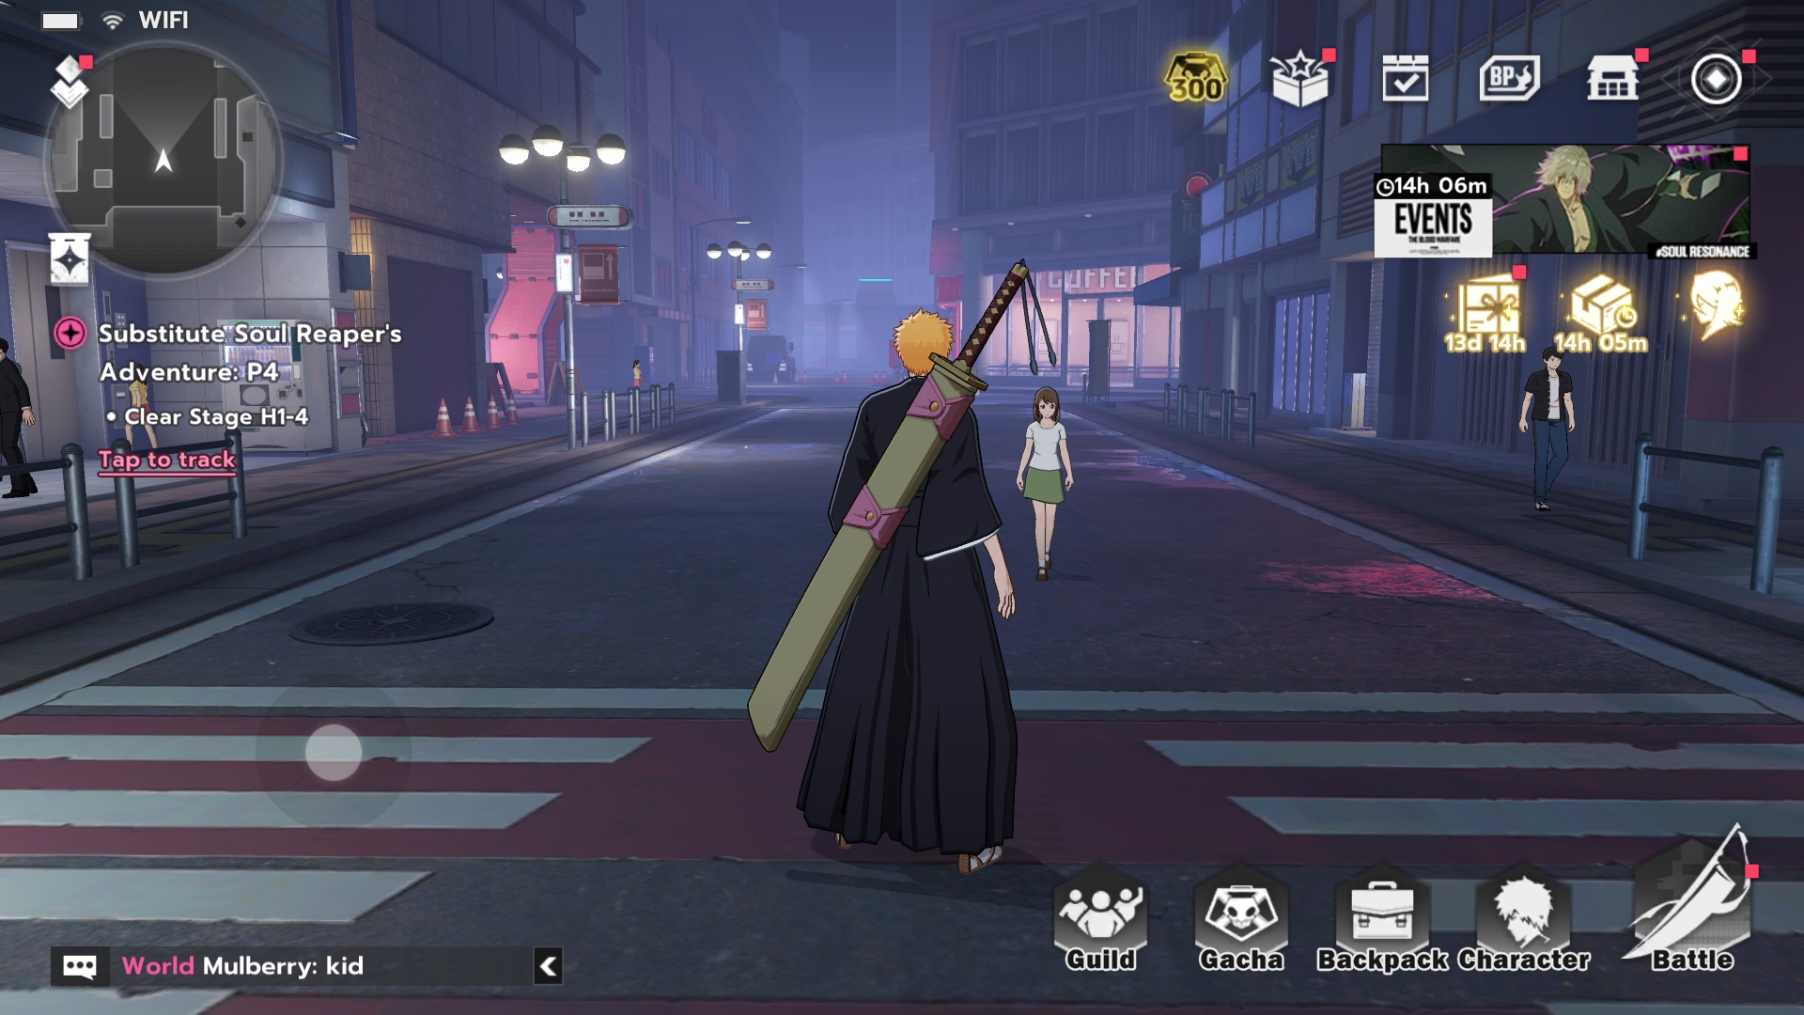 WIFI
300
BP
14h 06m
EVENTS
THE BLOOD WARFARE
#SOUL RESONANCE
13d 14h
14h 05m
COFFEE
Substitute Soul Reaper's
Adventure: P4
• Clear Stage H1-4
Tap to track
World Mulberry: kid
Guild
Gacha
Backpack
Character
Battle